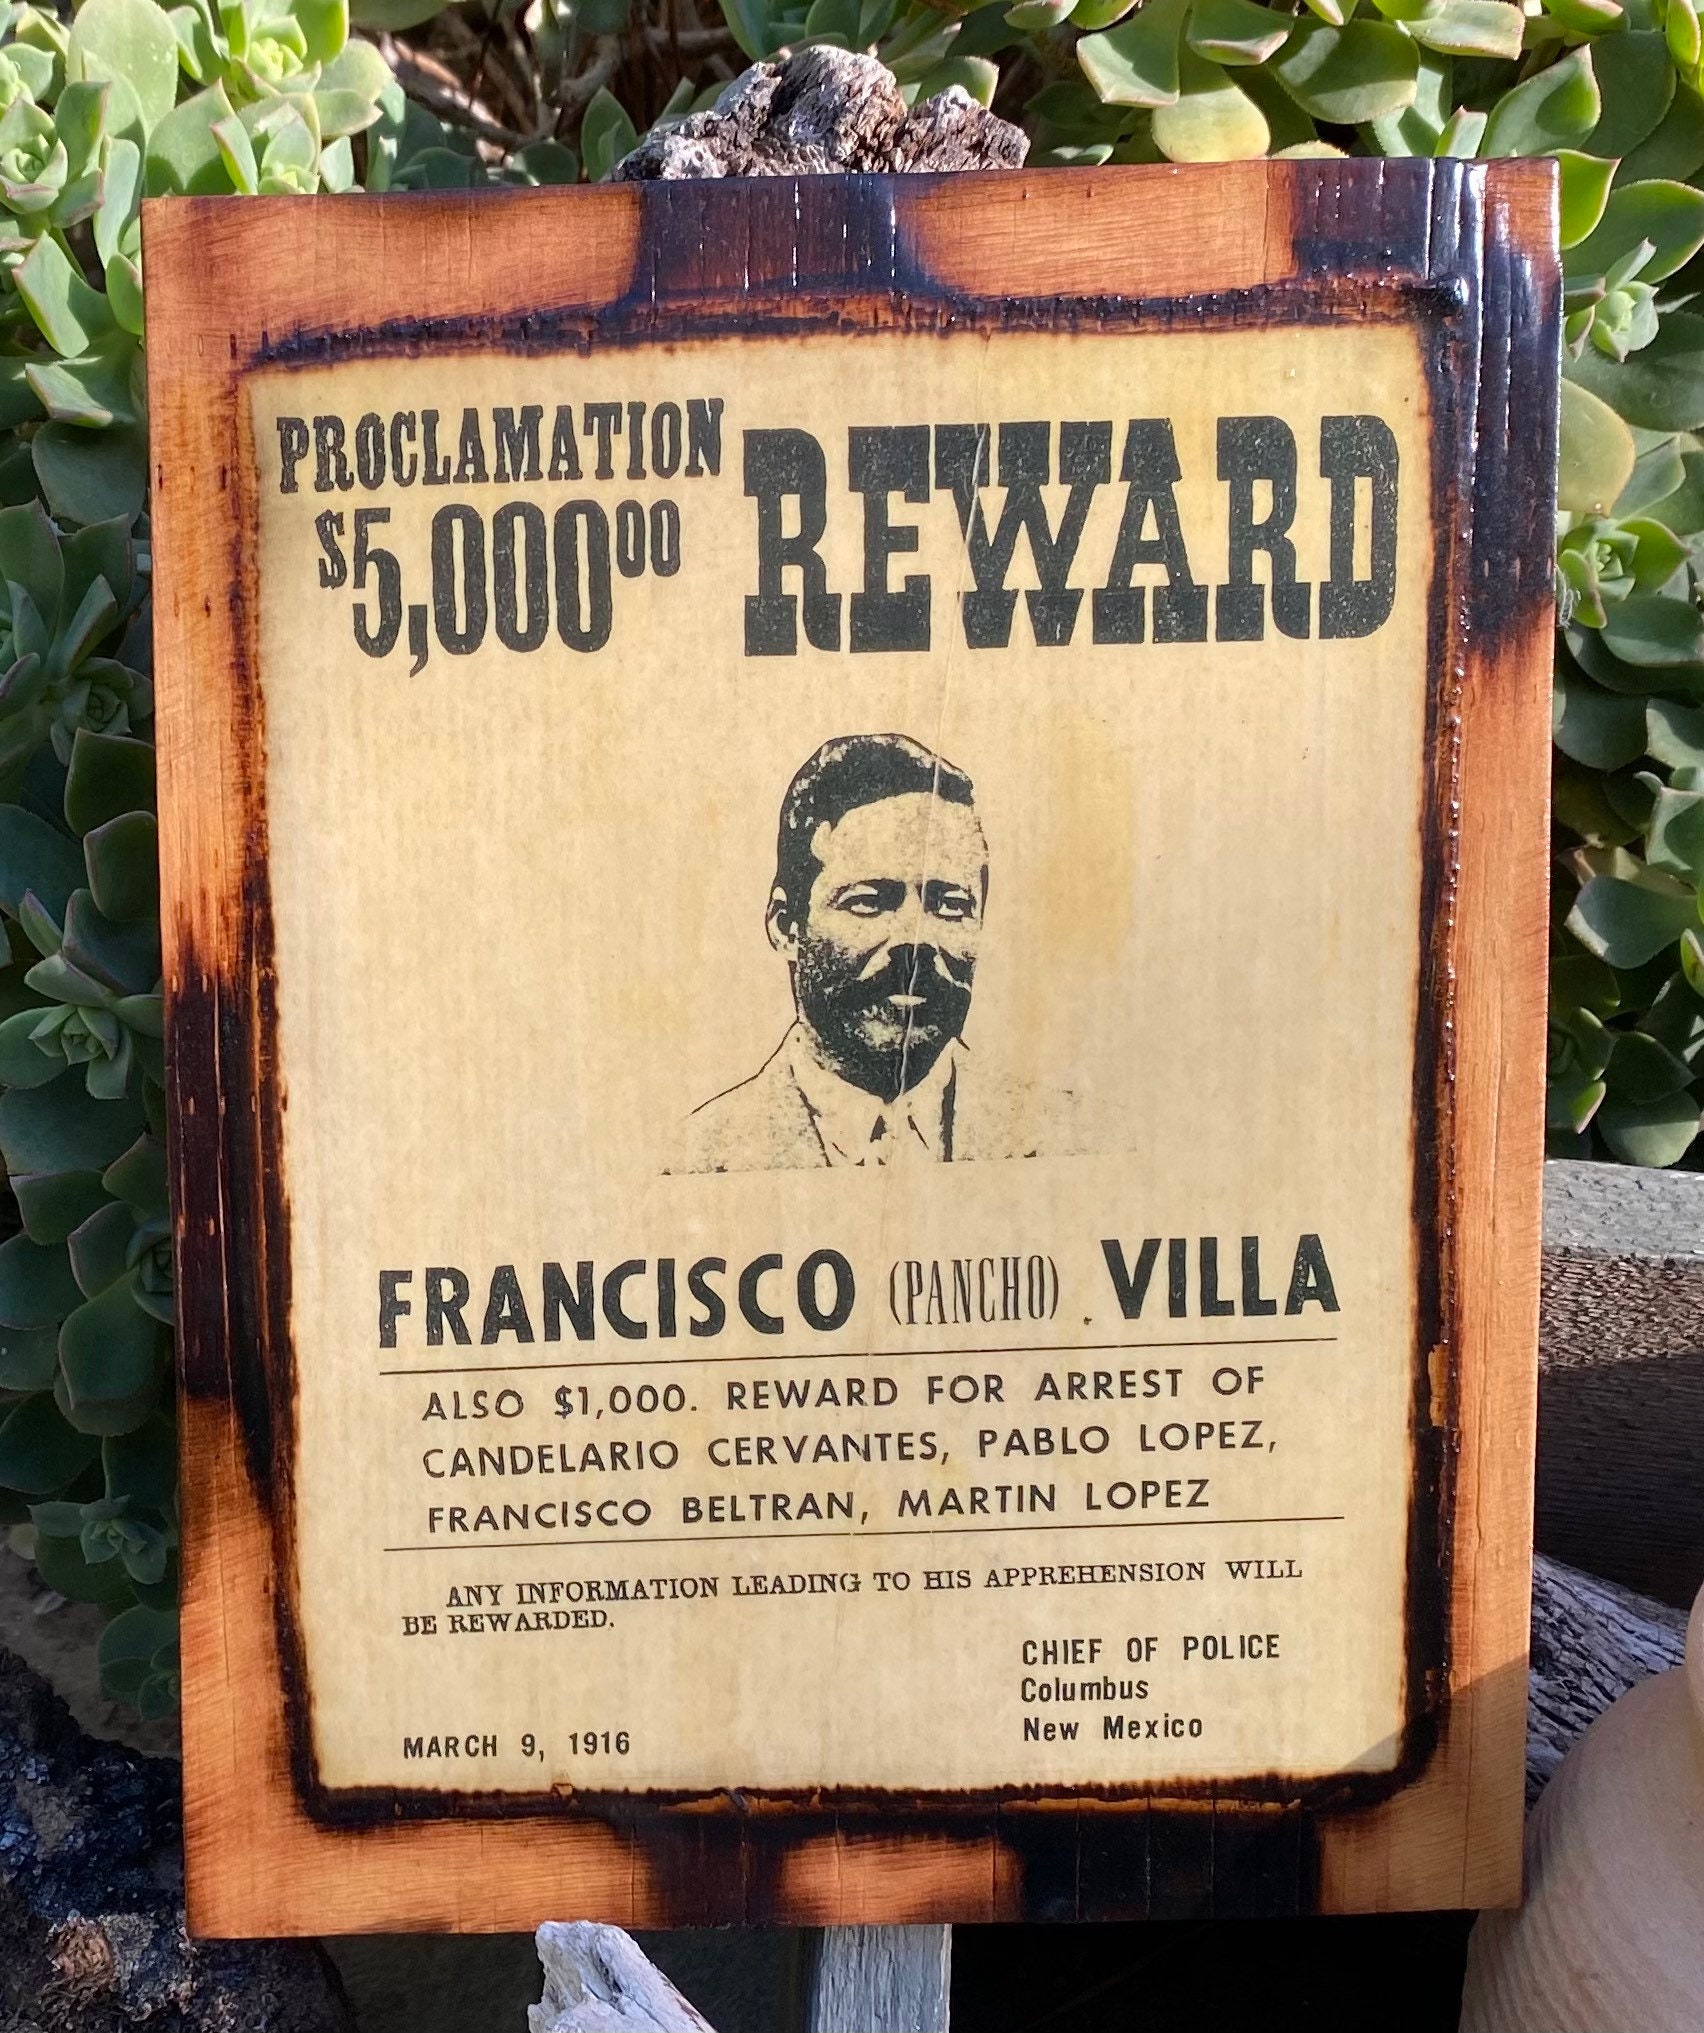 PROCLAMATION
$5,000.00 REWARD
FRANCISCO (PANCHO) VILLA
ALSO $1,000. REWARD FOR ARREST OF
CANDELARIO CERVANTES, PABLO LOPEZ,
FRANCISCO BELTRAN, MARTIN LOPEZ
ANY INFORMATION LEADING TO HIS APPREHENSION WILL
BE REWARDED.
CHIEF OF POLICE
Columbus
New Mexico
MARCH 9, 1916